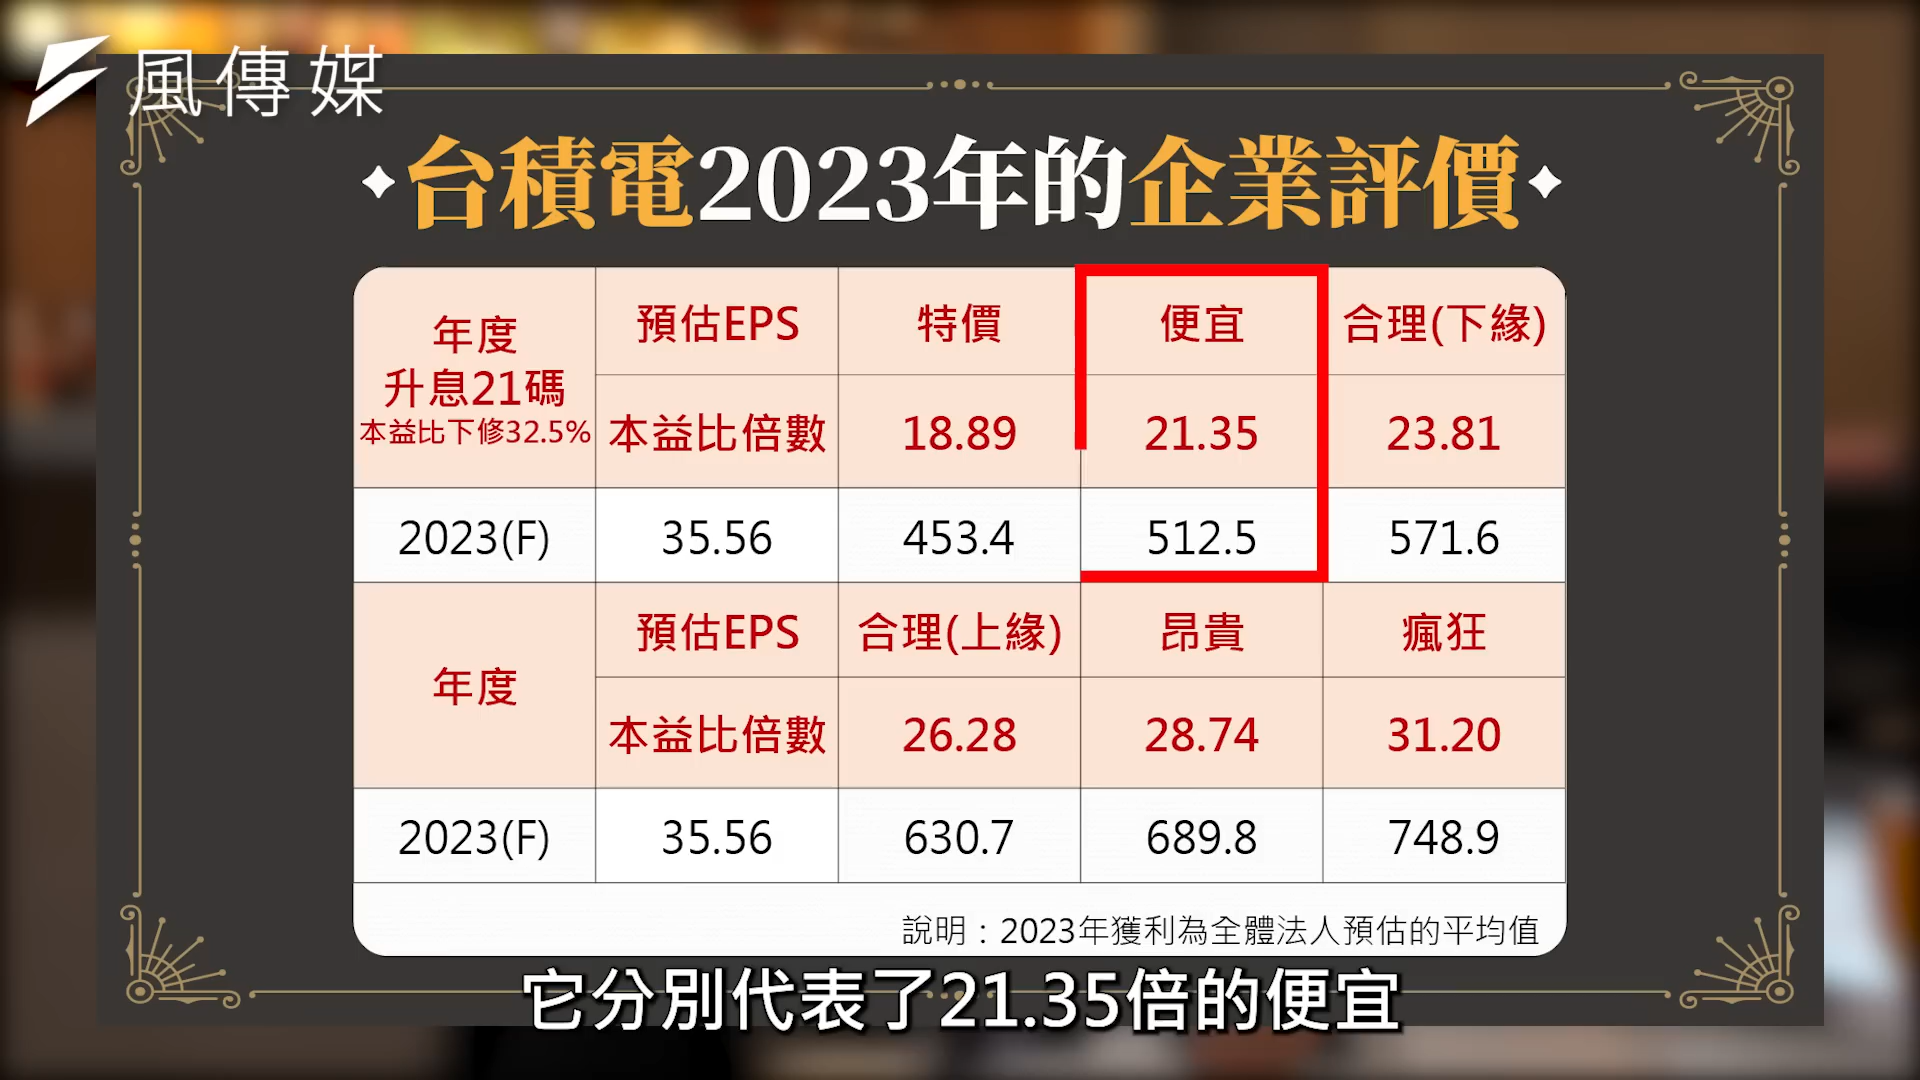 風傳媒
台積電2023年的企業評價
年度
升息21碼
本益比下修32.5%
預估EPS 特價 便宜 合理(下緣)
本益比倍數 18.89 21.35 23.81
2023(F) 35.56 453.4 512.5 571.6
年度
預估EPS 合理(上緣) 昂貴 瘋狂
本益比倍數 26.28 28.74 31.20
2023(F) 35.56 630.7 689.8 748.9
說明：2023年獲利為全體法人預估的平均值
它分別代表了21.35倍的便宜